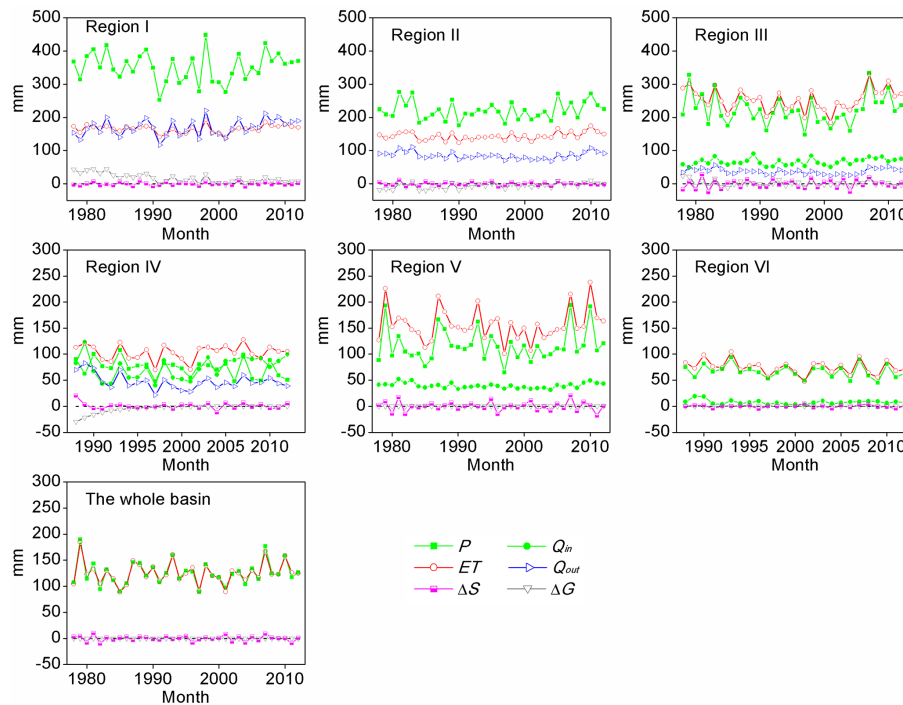 Region I
500
400
300
200
100
0
mm
1980 1990 2000 2010
Month
Region II
500
400
300
200
100
0
mm
1980 1990 2000 2010
Month
Region III
500
400
300
200
100
0
mm
1980 1990 2000 2010
Month
Region IV
300
250
200
150
100
50
0
-50
mm
1990 1995 2000 2005 2010
Month
Region V
300
250
200
150
100
50
0
-50
mm
1980 1990 2000 2010
Month
Region VI
300
250
200
150
100
50
0
-50
mm
1990 1995 2000 2005 2010
Month
The whole basin
300
250
200
150
100
50
0
-50
mm
1980 1990 2000 2010
Month
P Qin
ET Qout
ΔS ΔG